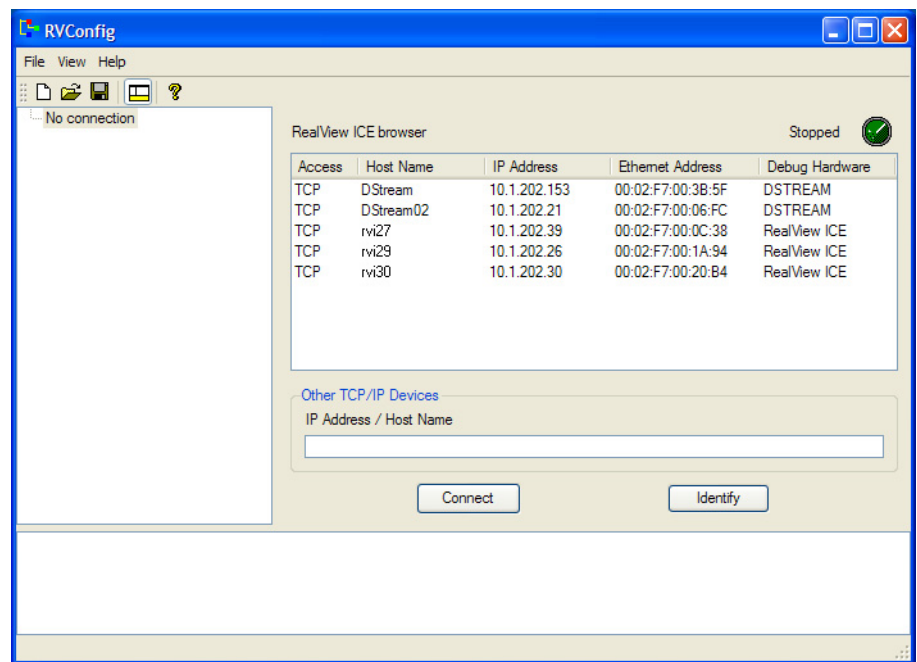 RVConfig
File View Help
No connection
RealView ICE browser Stopped
Access Host Name IP Address Ethernet Address Debug Hardware
TCP DStream 10.1.202.153 00:02:F7:00:3B:5F DSTREAM
TCP DStream02 10.1.202.21 00:02:F7:00:06:FC DSTREAM
TCP rvi27 10.1.202.39 00:02:F7:00:0C:38 RealView ICE
TCP rvi29 10.1.202.26 00:02:F7:00:1A:94 RealView ICE
TCP rvi30 10.1.202.30 00:02:F7:00:20:B4 RealView ICE
Other TCP/IP Devices
IP Address / Host Name
Connect Identify